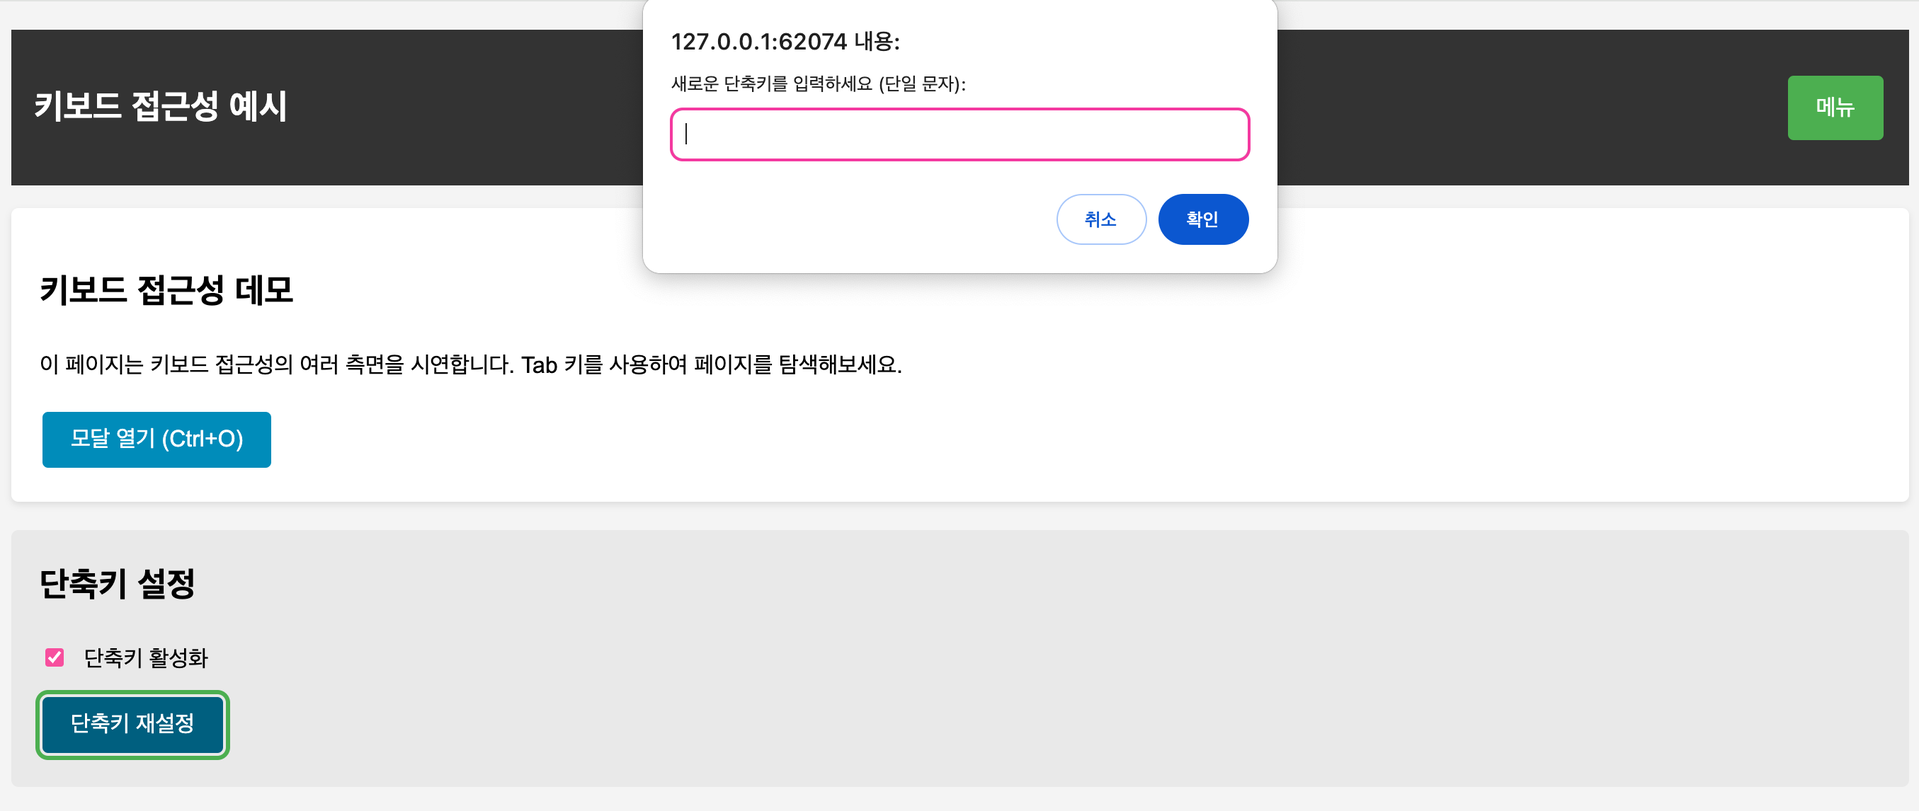 127.0.0.1:62074 내용:
새로운 단축키를 입력하세요 (단일 문자):
취소
확인
키보드 접근성 예시
메뉴
키보드 접근성 데모
이 페이지는 키보드 접근성의 여러 측면을 시연합니다. Tab 키를 사용하여 페이지를 탐색해보세요.
모달 열기 (Ctrl+O)
단축키 설정
단축키 활성화
단축키 재설정